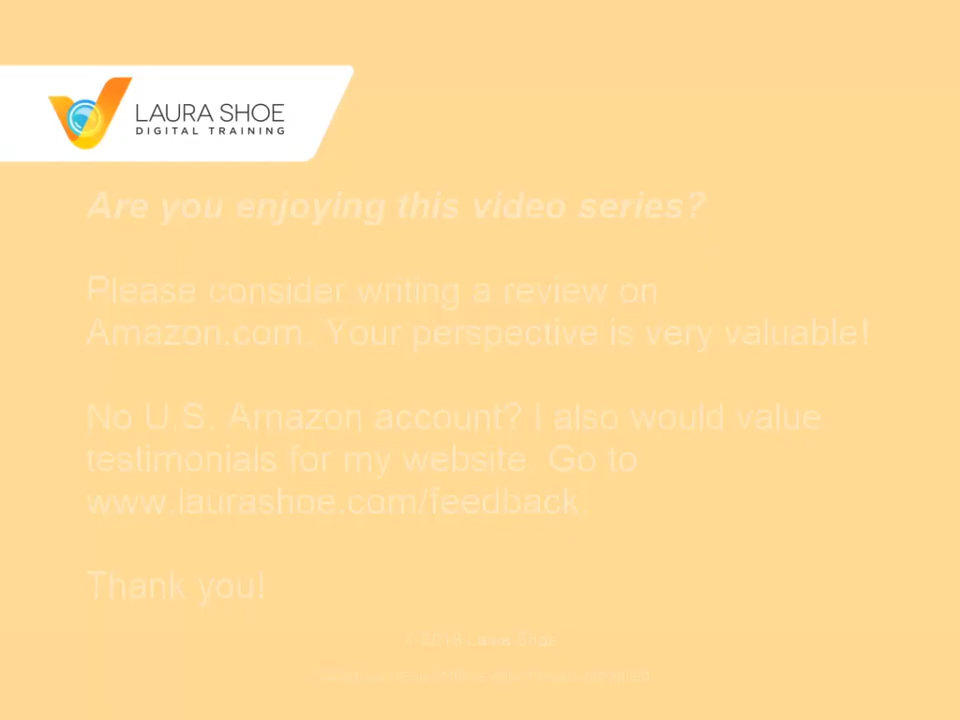 LAURA SHOE
DIGITAL TRAINING
Are you enjoying this video series?
Please consider writing a review on
Amazon.com. Your perspective is very valuable!
No U.S. Amazon account? I also would value
testimonials for my website. Go to
www.laurashoe.com/feedback.
Thank you!
Laura Shoe